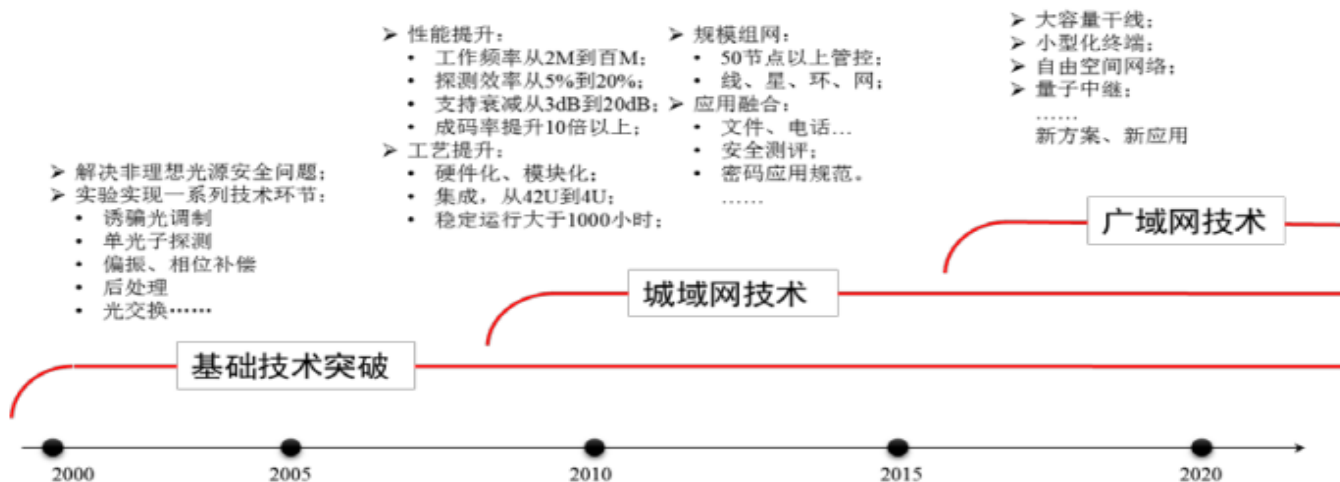 ➢ 解决非理想光源安全问题；
➢ 实验实现一系列技术环节：
• 诱骗光调制
• 单光子探测
• 偏振、相位补偿
• 后处理
• 光交换……
➢ 性能提升：
• 工作频率从2M到百M；
• 探测效率从5%到20%；
• 支持衰减从3dB到20dB；
• 成码率提升10倍以上；
➢ 工艺提升：
• 硬件化、模块化；
• 集成，从42U到4U；
• 稳定运行大于1000小时；
➢ 规模组网：
• 50节点以上管控；
• 线、星、环、网；
➢ 应用融合：
• 文件、电话…
• 安全测评；
• 密码应用规范。
……
➢ 大容量干线；
➢ 小型化终端；
➢ 自由空间网络；
➢ 量子中继；
……
新方案、新应用
广域网技术
城域网技术
基础技术突破
2000
2005
2010
2015
2020